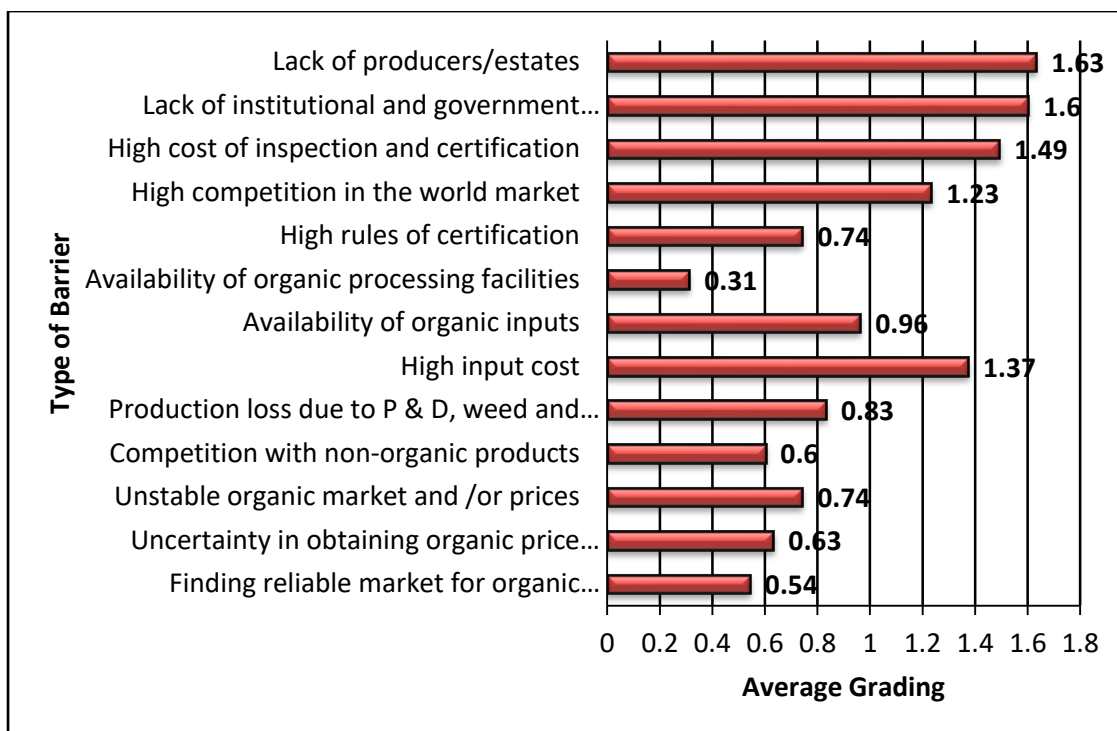 Type of Barrier
Lack of producers/estates 1.63
Lack of institutional and government... 1.6
High cost of inspection and certification 1.49
High competition in the world market 1.23
High rules of certification 0.74
Availability of organic processing facilities 0.31
Availability of organic inputs 0.96
High input cost 1.37
Production loss due to P & D, weed and... 0.83
Competition with non-organic products 0.6
Unstable organic market and /or prices 0.74
Uncertainty in obtaining organic price... 0.63
Finding reliable market for organic... 0.54
0 0.2 0.4 0.6 0.8 1 1.2 1.4 1.6 1.8
Average Grading